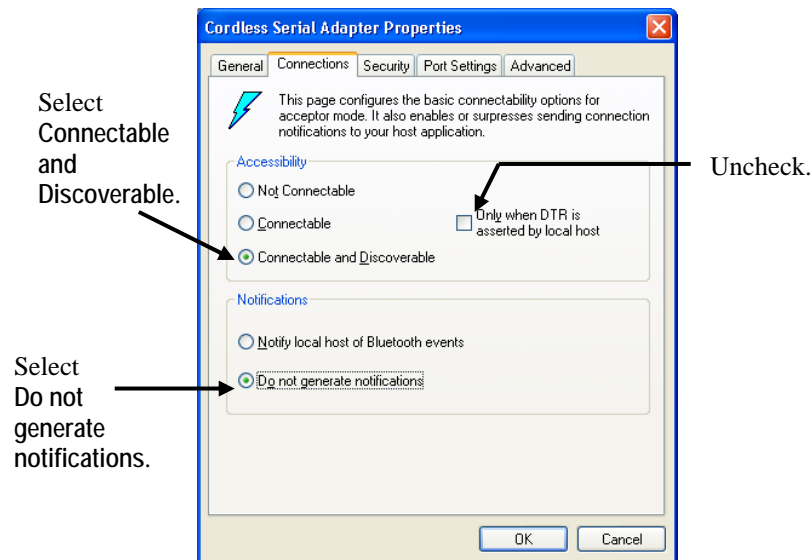 Cordless Serial Adapter Properties
General Connections Security Port Settings Advanced
This page configures the basic connectability options for
acceptor mode. It also enables or surpresses sending connection
notifications to your host application.
Select
Connectable
and
Discoverable.
Accessibility
Not Connectable
Connectable
Connectable and Discoverable
Only when DTR is
asserted by local host
Uncheck.
Notifications
Notify local host of Bluetooth events
Do not generate notifications
Select
Do not
generate
notifications.
OK Cancel